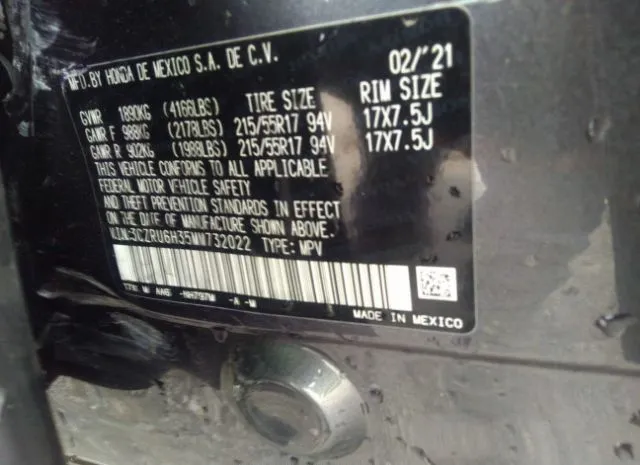 MFD.BY HONDA DE MEXICO S.A. DE C.V. 02/'21
GVWR 1890KG (4166LBS) TIRE SIZE RIM SIZE
GAWR F 988KG (2178LBS) 215/55R17 94V 17X7.5J
GAWR R 902KG (1988LBS) 215/55R17 94V 17X7.5J
THIS VEHICLE CONFORMS TO ALL APPLICABLE
FEDERAL MOTOR VEHICLE SAFETY
AND THEFT PREVENTION STANDARDS IN EFFECT
ON THE DATE OF MANUFACTURE SHOWN ABOVE.
V.I.N.:3CZRU6H35MM732022 TYPE: MPV
-NH797M -A -M
MADE IN MEXICO